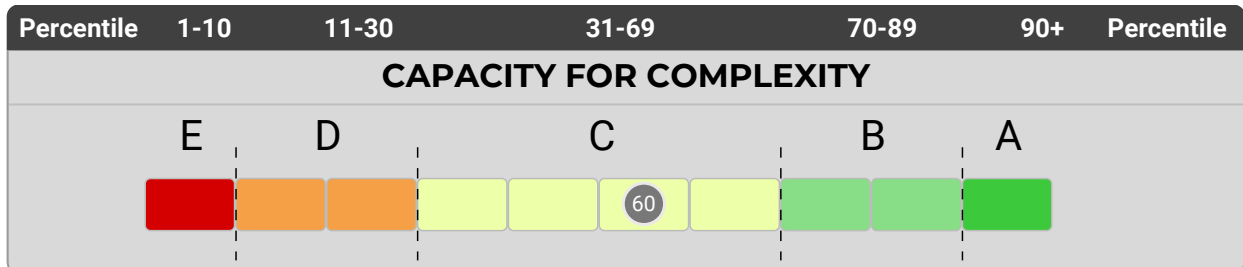 Percentile 1-10 11-30 31-69 70-89 90+ Percentile
CAPACITY FOR COMPLEXITY
E D C B A
60